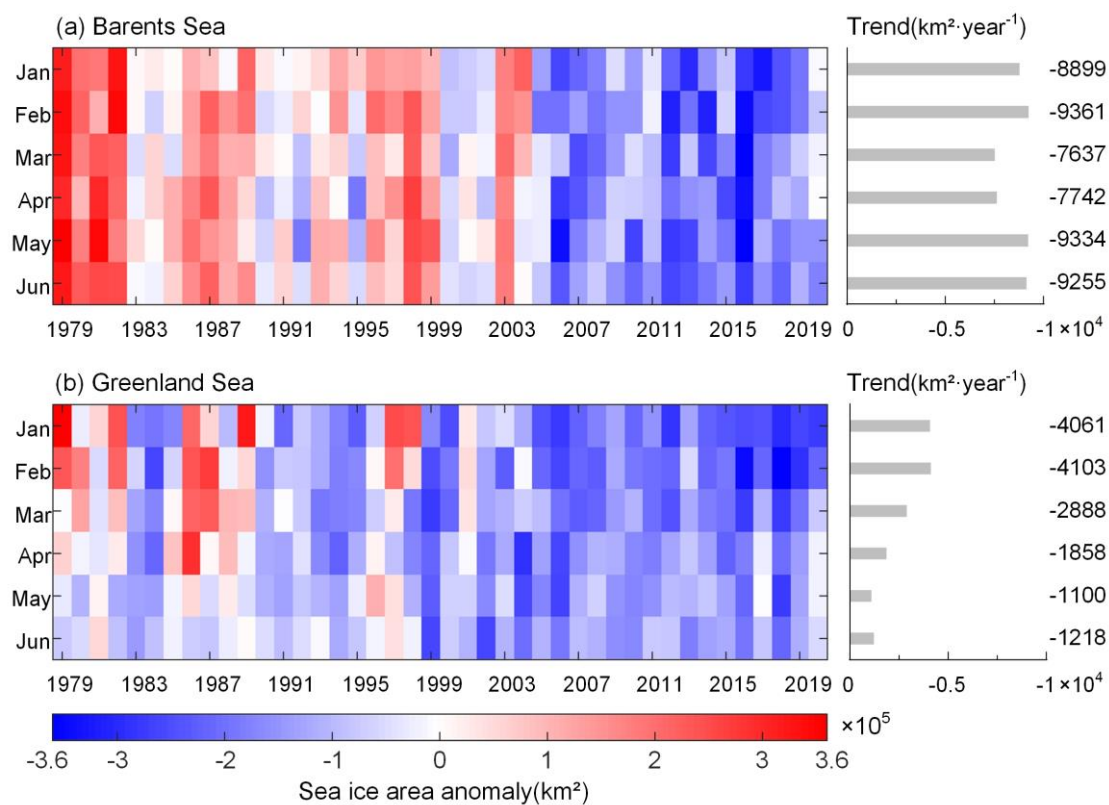 (a) Barents Sea
Trend(km²·year⁻¹)
Jan
Feb
Mar
Apr
May
Jun
-8899
-9361
-7637
-7742
-9334
-9255
1979 1983 1987 1991 1995 1999 2003 2007 2011 2015 2019
0 -0.5 -1 ×10⁴
(b) Greenland Sea
Trend(km²·year⁻¹)
Jan
Feb
Mar
Apr
May
Jun
-4061
-4103
-2888
-1858
-1100
-1218
1979 1983 1987 1991 1995 1999 2003 2007 2011 2015 2019
0 -0.5 -1 ×10⁴
×10⁵
-3.6 -3 -2 -1 0 1 2 3 3.6
Sea ice area anomaly(km²)